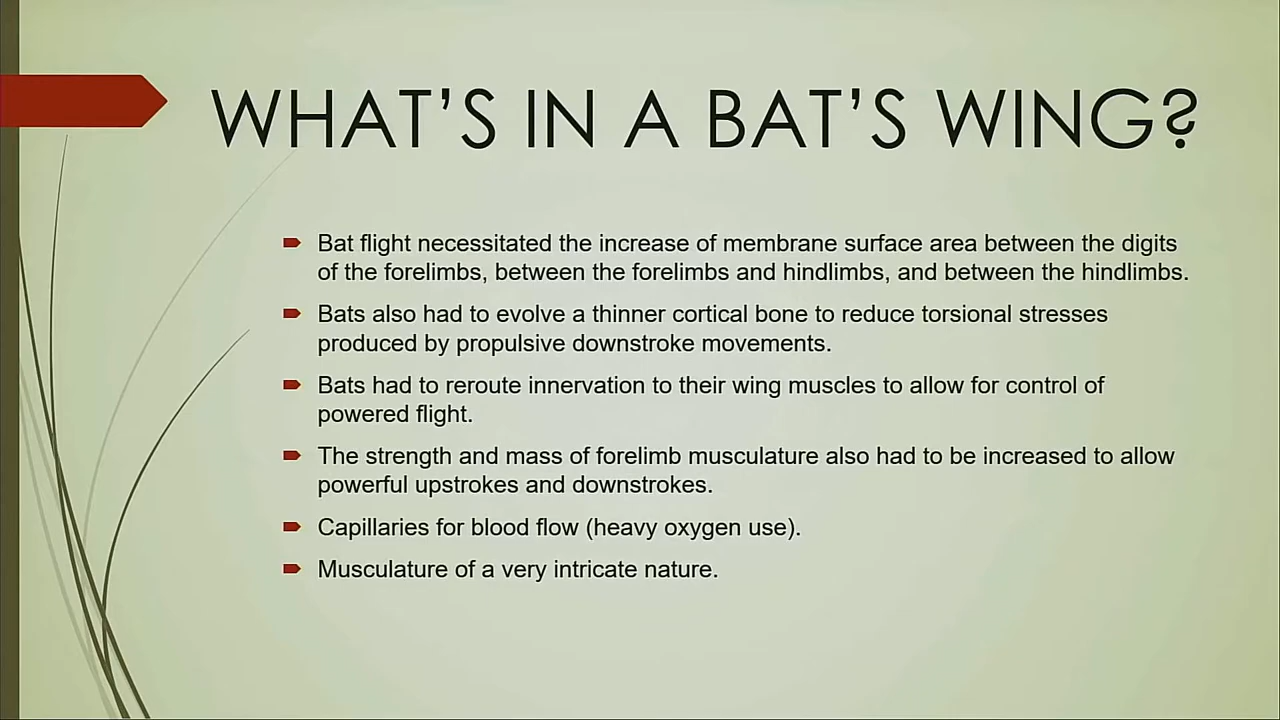 WHAT'S IN A BAT'S WING?
Bat flight necessitated the increase of membrane surface area between the digits
of the forelimbs, between the forelimbs and hindlimbs, and between the hindlimbs.
Bats also had to evolve a thinner cortical bone to reduce torsional stresses
produced by propulsive downstroke movements.
Bats had to reroute innervation to their wing muscles to allow for control of
powered flight.
The strength and mass of forelimb musculature also had to be increased to allow
powerful upstrokes and downstrokes.
Capillaries for blood flow (heavy oxygen use).
Musculature of a very intricate nature.